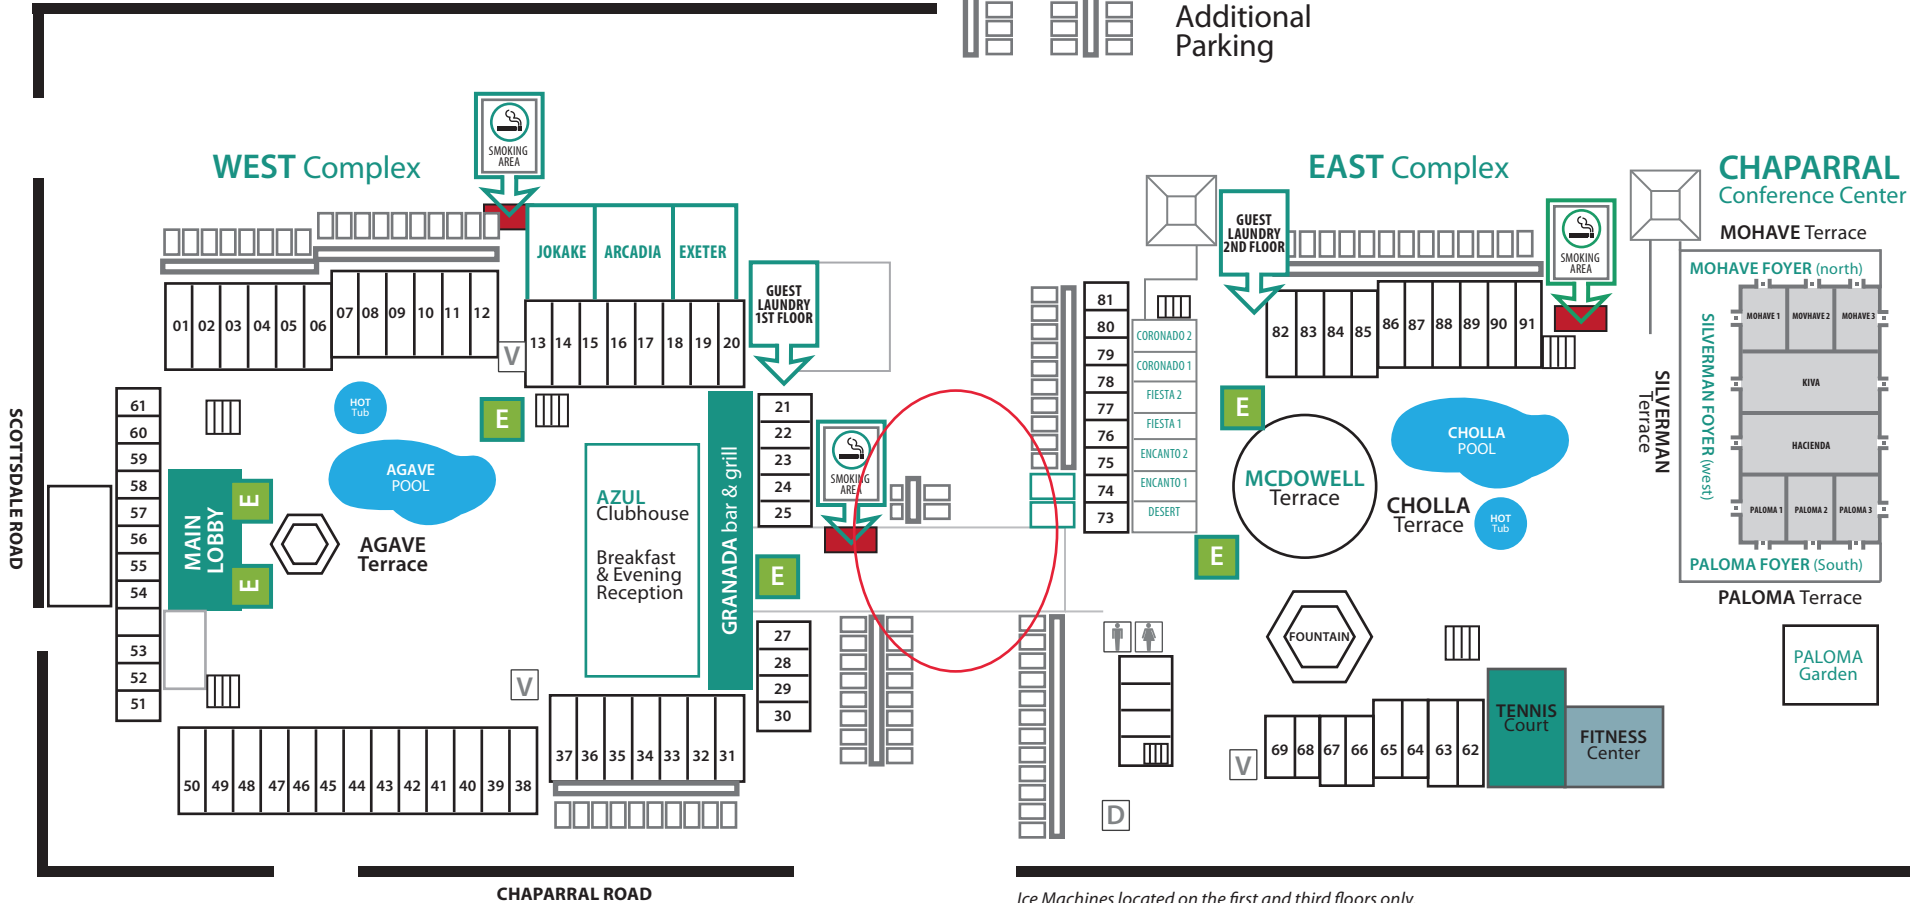 Additional
Parking
WEST Complex
SMOKING
AREA
EAST Complex
CHAPARRAL
Conference Center
MOHAVE Terrace
JOKAKE
ARCADIA
EXETER
GUEST
LAUNDRY
1ST FLOOR
GUEST
LAUNDRY
2ND FLOOR
SMOKING
AREA
MOHAVE FOYER (north)
01 02 03 04 05 06
07 08 09 10 11 12
V
13 14 15 16 17 18 19 20
81
80
79
78
77
76
75
74
73
CORONADO 2
CORONADO 1
FIESTA 2
FIESTA 1
ENCANTO 2
ENCANTO 1
DESERT
82 83 84 85 86 87 88 89 90 91
MOHAVE 1
MOVHAVE 2
MOHAVE 3
KIVA
HACIENDA
PALOMA 1
PALOMA 2
PALOMA 3
SILVERMAN FOYER (west)
SILVERMAN
Terrace
PALOMA FOYER (South)
PALOMA Terrace
SCOTTSDALE ROAD
61
60
59
58
57
56
55
54
53
52
51
HOT
Tub
AGAVE
POOL
E
MAIN
LOBBY
E
E
AGAVE
Terrace
AZUL
Clubhouse
Breakfast
& Evening
Reception
GRANADA bar & grill
21
22
23
24
25
SMOKING
AREA
E
27
28
29
30
E
MCDOWELL
Terrace
E
CHOLLA
POOL
CHOLLA
Terrace
HOT
Tub
FOUNTAIN
PALOMA
Garden
V
50 49 48 47 46 45 44 43 42 41 40 39 38
37 36 35 34 33 32 31
D
V
69 68 67 66 65 64 63 62
TENNIS
Court
FITNESS
Center
CHAPARRAL ROAD
Ice Machines located on the first and third floors only